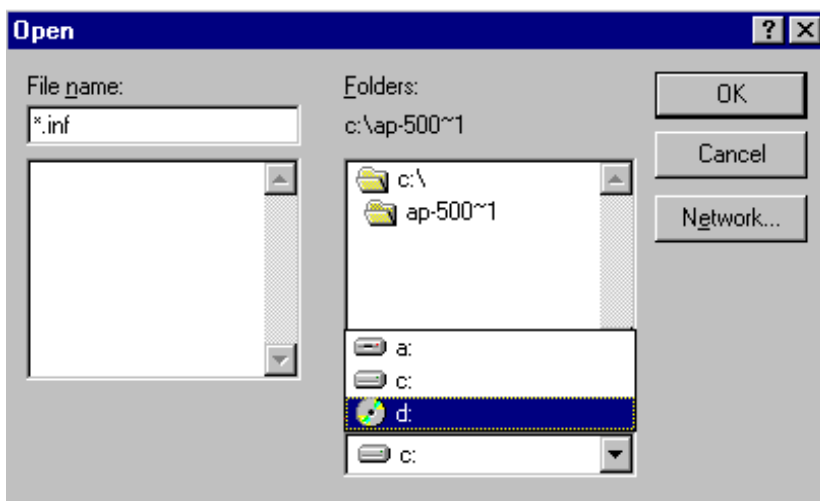 Open
File name:
*.inf
Folders:
c:\ap-500~1
c:\
ap-500~1
a:
c:
d:
c:
OK
Cancel
Network...